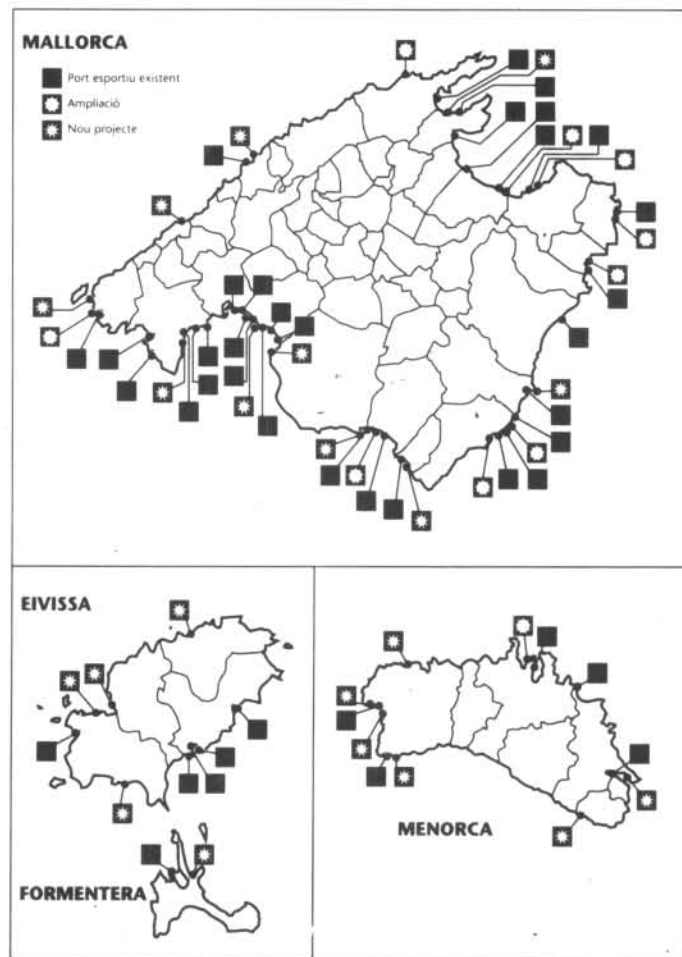 MALLORCA
Port esportiu existent
Ampliació
Nou projecte
EIVISSA
MENORCA
FORMENTERA